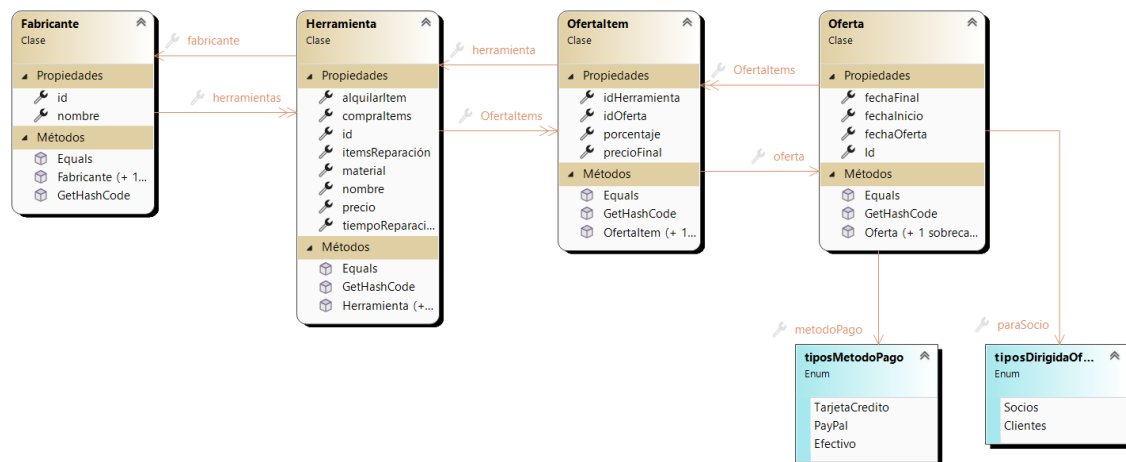 Fabricante
Clase
Propiedades
id
nombre
Métodos
Equals
Fabricante (+ 1...
GetHashCode
fabricante
herramientas
Herramienta
Clase
Propiedades
alquilarItem
compraItems
id
itemsReparación
material
nombre
precio
tiempoReparaci...
Métodos
Equals
GetHashCode
Herramienta (+...
herramienta
OfertaItems
OfertaItem
Clase
Propiedades
idHerramienta
idOferta
porcentaje
precioFinal
Métodos
Equals
GetHashCode
OfertaItem (+ 1...
OfertaItems
oferta
Oferta
Clase
Propiedades
fechaFinal
fechaInicio
fechaOferta
Id
Métodos
Equals
GetHashCode
Oferta (+ 1 sobreca...
metodoPago
paraSocio
tiposMetodoPago
Enum
TarjetaCredito
PayPal
Efectivo
tiposDirigidaOf...
Enum
Socios
Clientes